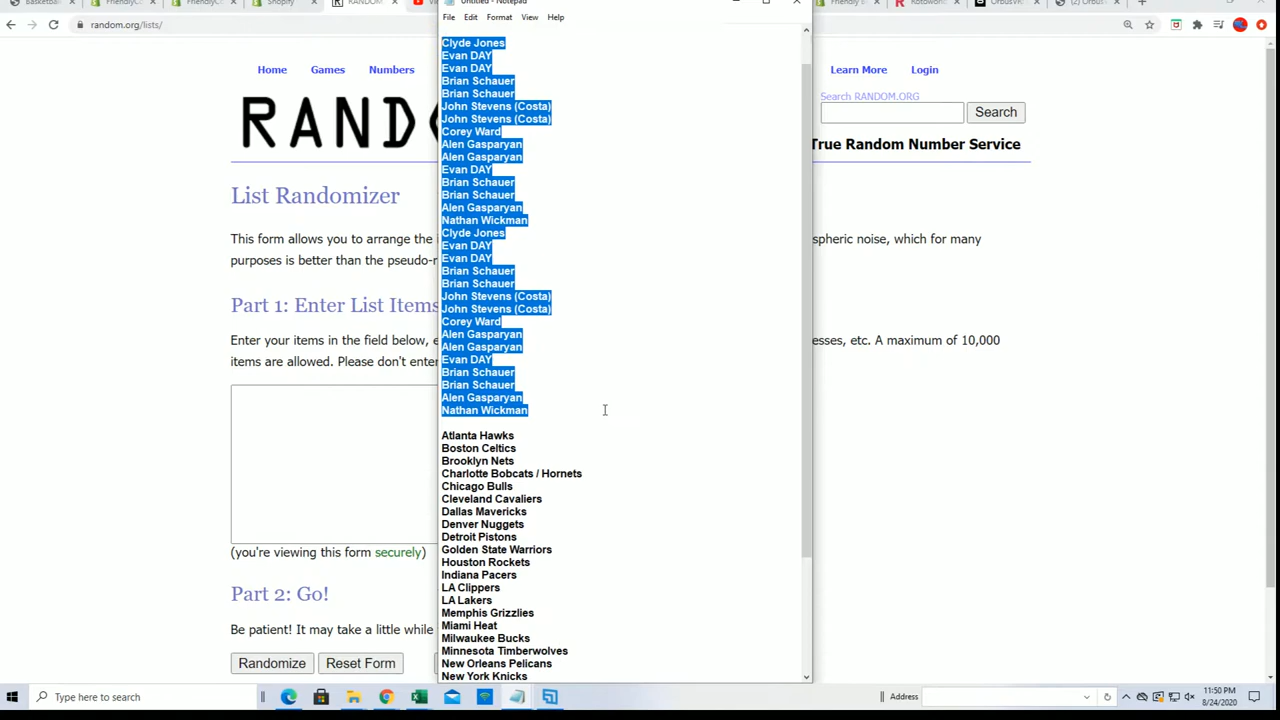 Untitled - Notepad
Shopify
random.org/lists/
File Edit Format View Help
Home Games Numbers
Learn More Login
Search RANDOM.ORG
Search
RAND
True Random Number Service
List Randomizer
This form allows you to arrange the
spheric noise, which for many
purposes is better than the pseudo-r
Part 1: Enter List Items
Enter your items in the field below, e
esses, etc. A maximum of 10,000
items are allowed. Please don't enter
(you're viewing this form securely)
Part 2: Go!
Be patient! It may take a little while
Randomize Reset Form
Clyde Jones
Evan DAY
Evan DAY
Brian Schauer
Brian Schauer
John Stevens (Costa)
John Stevens (Costa)
Corey Ward
Alen Gasparyan
Alen Gasparyan
Evan DAY
Brian Schauer
Brian Schauer
Alen Gasparyan
Nathan Wickman
Clyde Jones
Evan DAY
Evan DAY
Brian Schauer
Brian Schauer
John Stevens (Costa)
John Stevens (Costa)
Corey Ward
Alen Gasparyan
Alen Gasparyan
Evan DAY
Brian Schauer
Brian Schauer
Alen Gasparyan
Nathan Wickman
Atlanta Hawks
Boston Celtics
Brooklyn Nets
Charlotte Bobcats / Hornets
Chicago Bulls
Cleveland Cavaliers
Dallas Mavericks
Denver Nuggets
Detroit Pistons
Golden State Warriors
Houston Rockets
Indiana Pacers
LA Clippers
LA Lakers
Memphis Grizzlies
Miami Heat
Milwaukee Bucks
Minnesota Timberwolves
New Orleans Pelicans
New York Knicks
Type here to search
Address
11:50 PM
8/24/2020